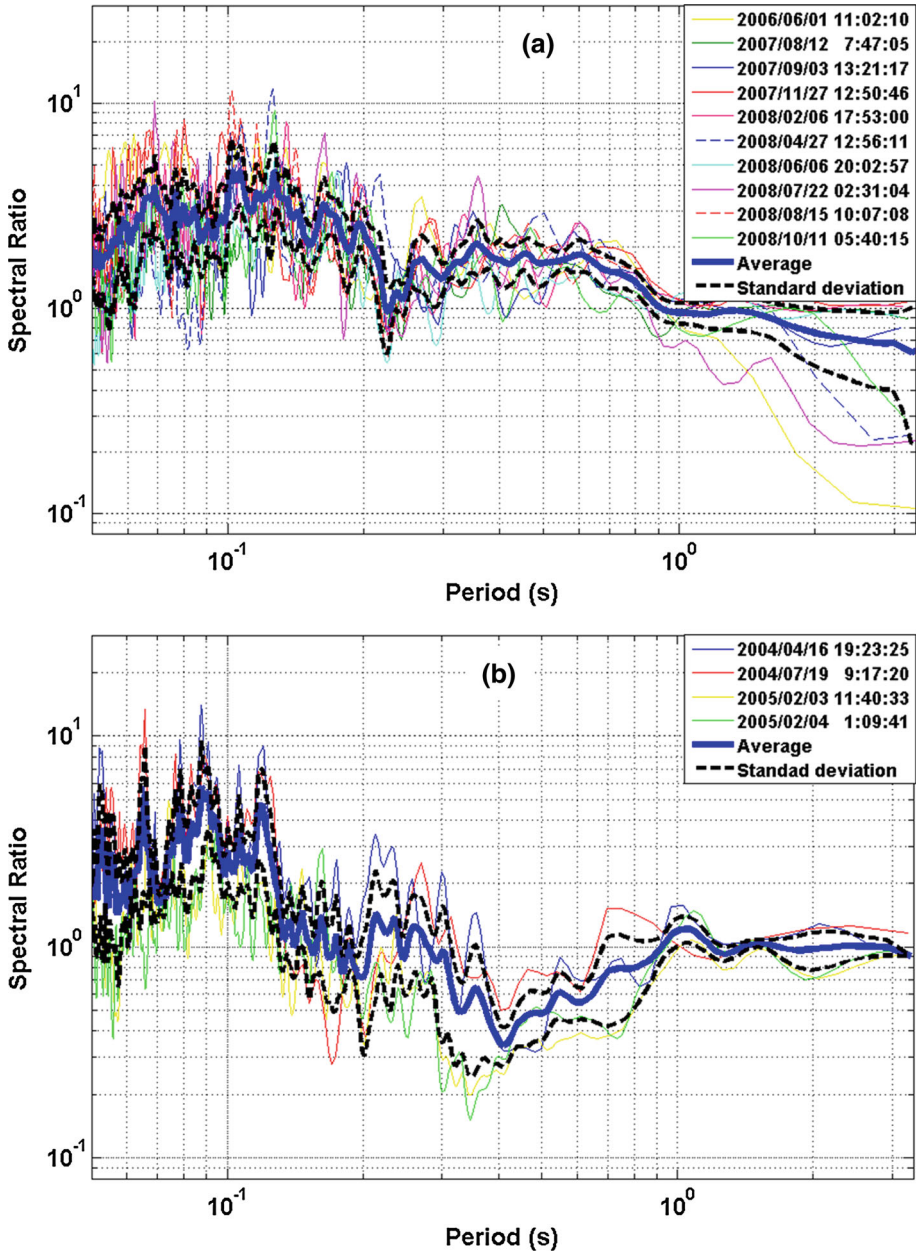 (a)
2006/06/01 11:02:10
2007/08/12 7:47:05
2007/09/03 13:21:17
2007/11/27 12:50:46
2008/02/06 17:53:00
2008/04/27 12:56:11
2008/06/06 20:02:57
2008/07/22 02:31:04
2008/08/15 10:07:08
2008/10/11 05:40:15
Average
Standard deviation
Spectral Ratio
10^1
10^0
10^-1
10^-1
10^0
Period (s)
(b)
2004/04/16 19:23:25
2004/07/19 9:17:20
2005/02/03 11:40:33
2005/02/04 1:09:41
Average
Standad deviation
Spectral Ratio
10^1
10^0
10^-1
10^-1
10^0
Period (s)